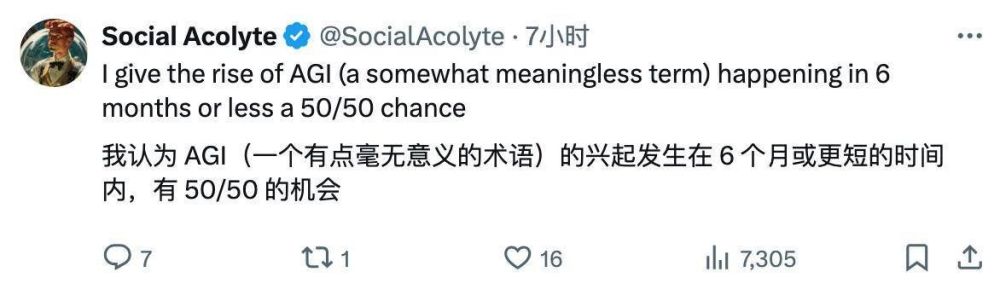 Social Acolyte @SocialAcolyte · 7小时
I give the rise of AGI (a somewhat meaningless term) happening in 6
months or less a 50/50 chance
我认为 AGI（一个有点毫无意义的术语）的兴起发生在 6 个月或更短的时间
内，有 50/50 的机会
7 1 16 7,305